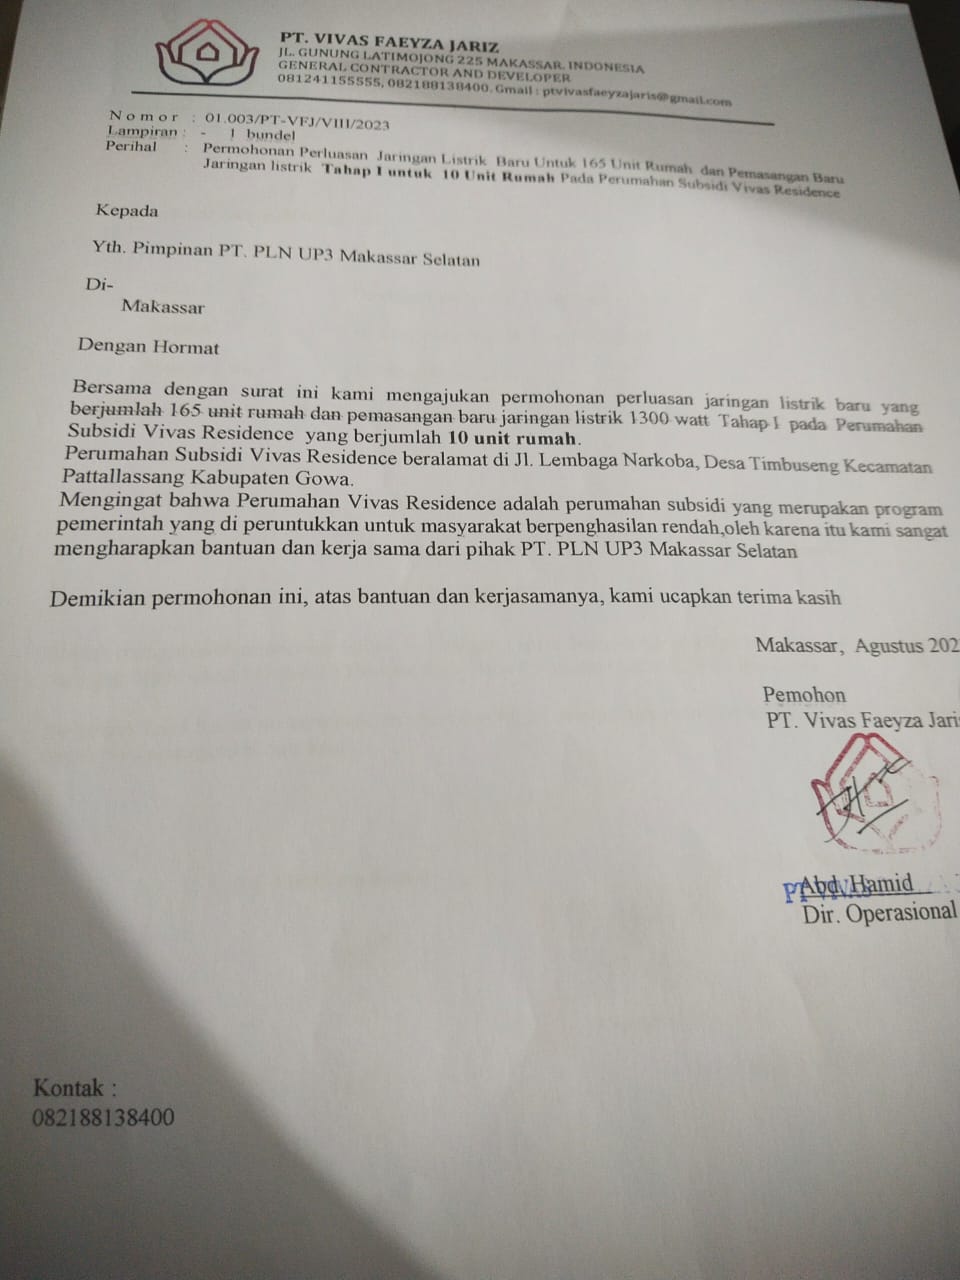 PT. VIVAS FAEYZA JARIZ
JL. GUNUNG LATIMOJONG 225 MAKASSAR. INDONESIA
GENERAL CONTRACTOR AND DEVELOPER
081241155555, 082188138400. Gmail : ptvivasfaeyzajaris@gmail.com
Nomor : 01.003/PT-VFJ/VIII/2023
Lampiran : - 1 bundel
Perihal : Permohonan Perluasan Jaringan Listrik Baru Untuk 165 Unit Rumah dan Pemasangan Baru
Jaringan listrik Tahap I untuk 10 Unit Rumah Pada Perumahan Subsidi Vivas Residence
Kepada
Yth. Pimpinan PT. PLN UP3 Makassar Selatan
Di-
Makassar
Dengan Hormat
Bersama dengan surat ini kami mengajukan permohonan perluasan jaringan listrik baru yang
berjumlah 165 unit rumah dan pemasangan baru jaringan listrik 1300 watt Tahap I pada Perumahan
Subsidi Vivas Residence yang berjumlah 10 unit rumah.
Perumahan Subsidi Vivas Residence beralamat di Jl. Lembaga Narkoba, Desa Timbuseng Kecamatan
Pattallassang Kabupaten Gowa.
Mengingat bahwa Perumahan Vivas Residence adalah perumahan subsidi yang merupakan program
pemerintah yang di peruntukkan untuk masyarakat berpenghasilan rendah,oleh karena itu kami sangat
mengharapkan bantuan dan kerja sama dari pihak PT. PLN UP3 Makassar Selatan
Demikian permohonan ini, atas bantuan dan kerjasamanya, kami ucapkan terima kasih
Makassar, Agustus 202
Pemohon
PT. Vivas Faeyza Jari
PT VIVAS
Abd. Hamid
Dir. Operasional
Kontak :
082188138400